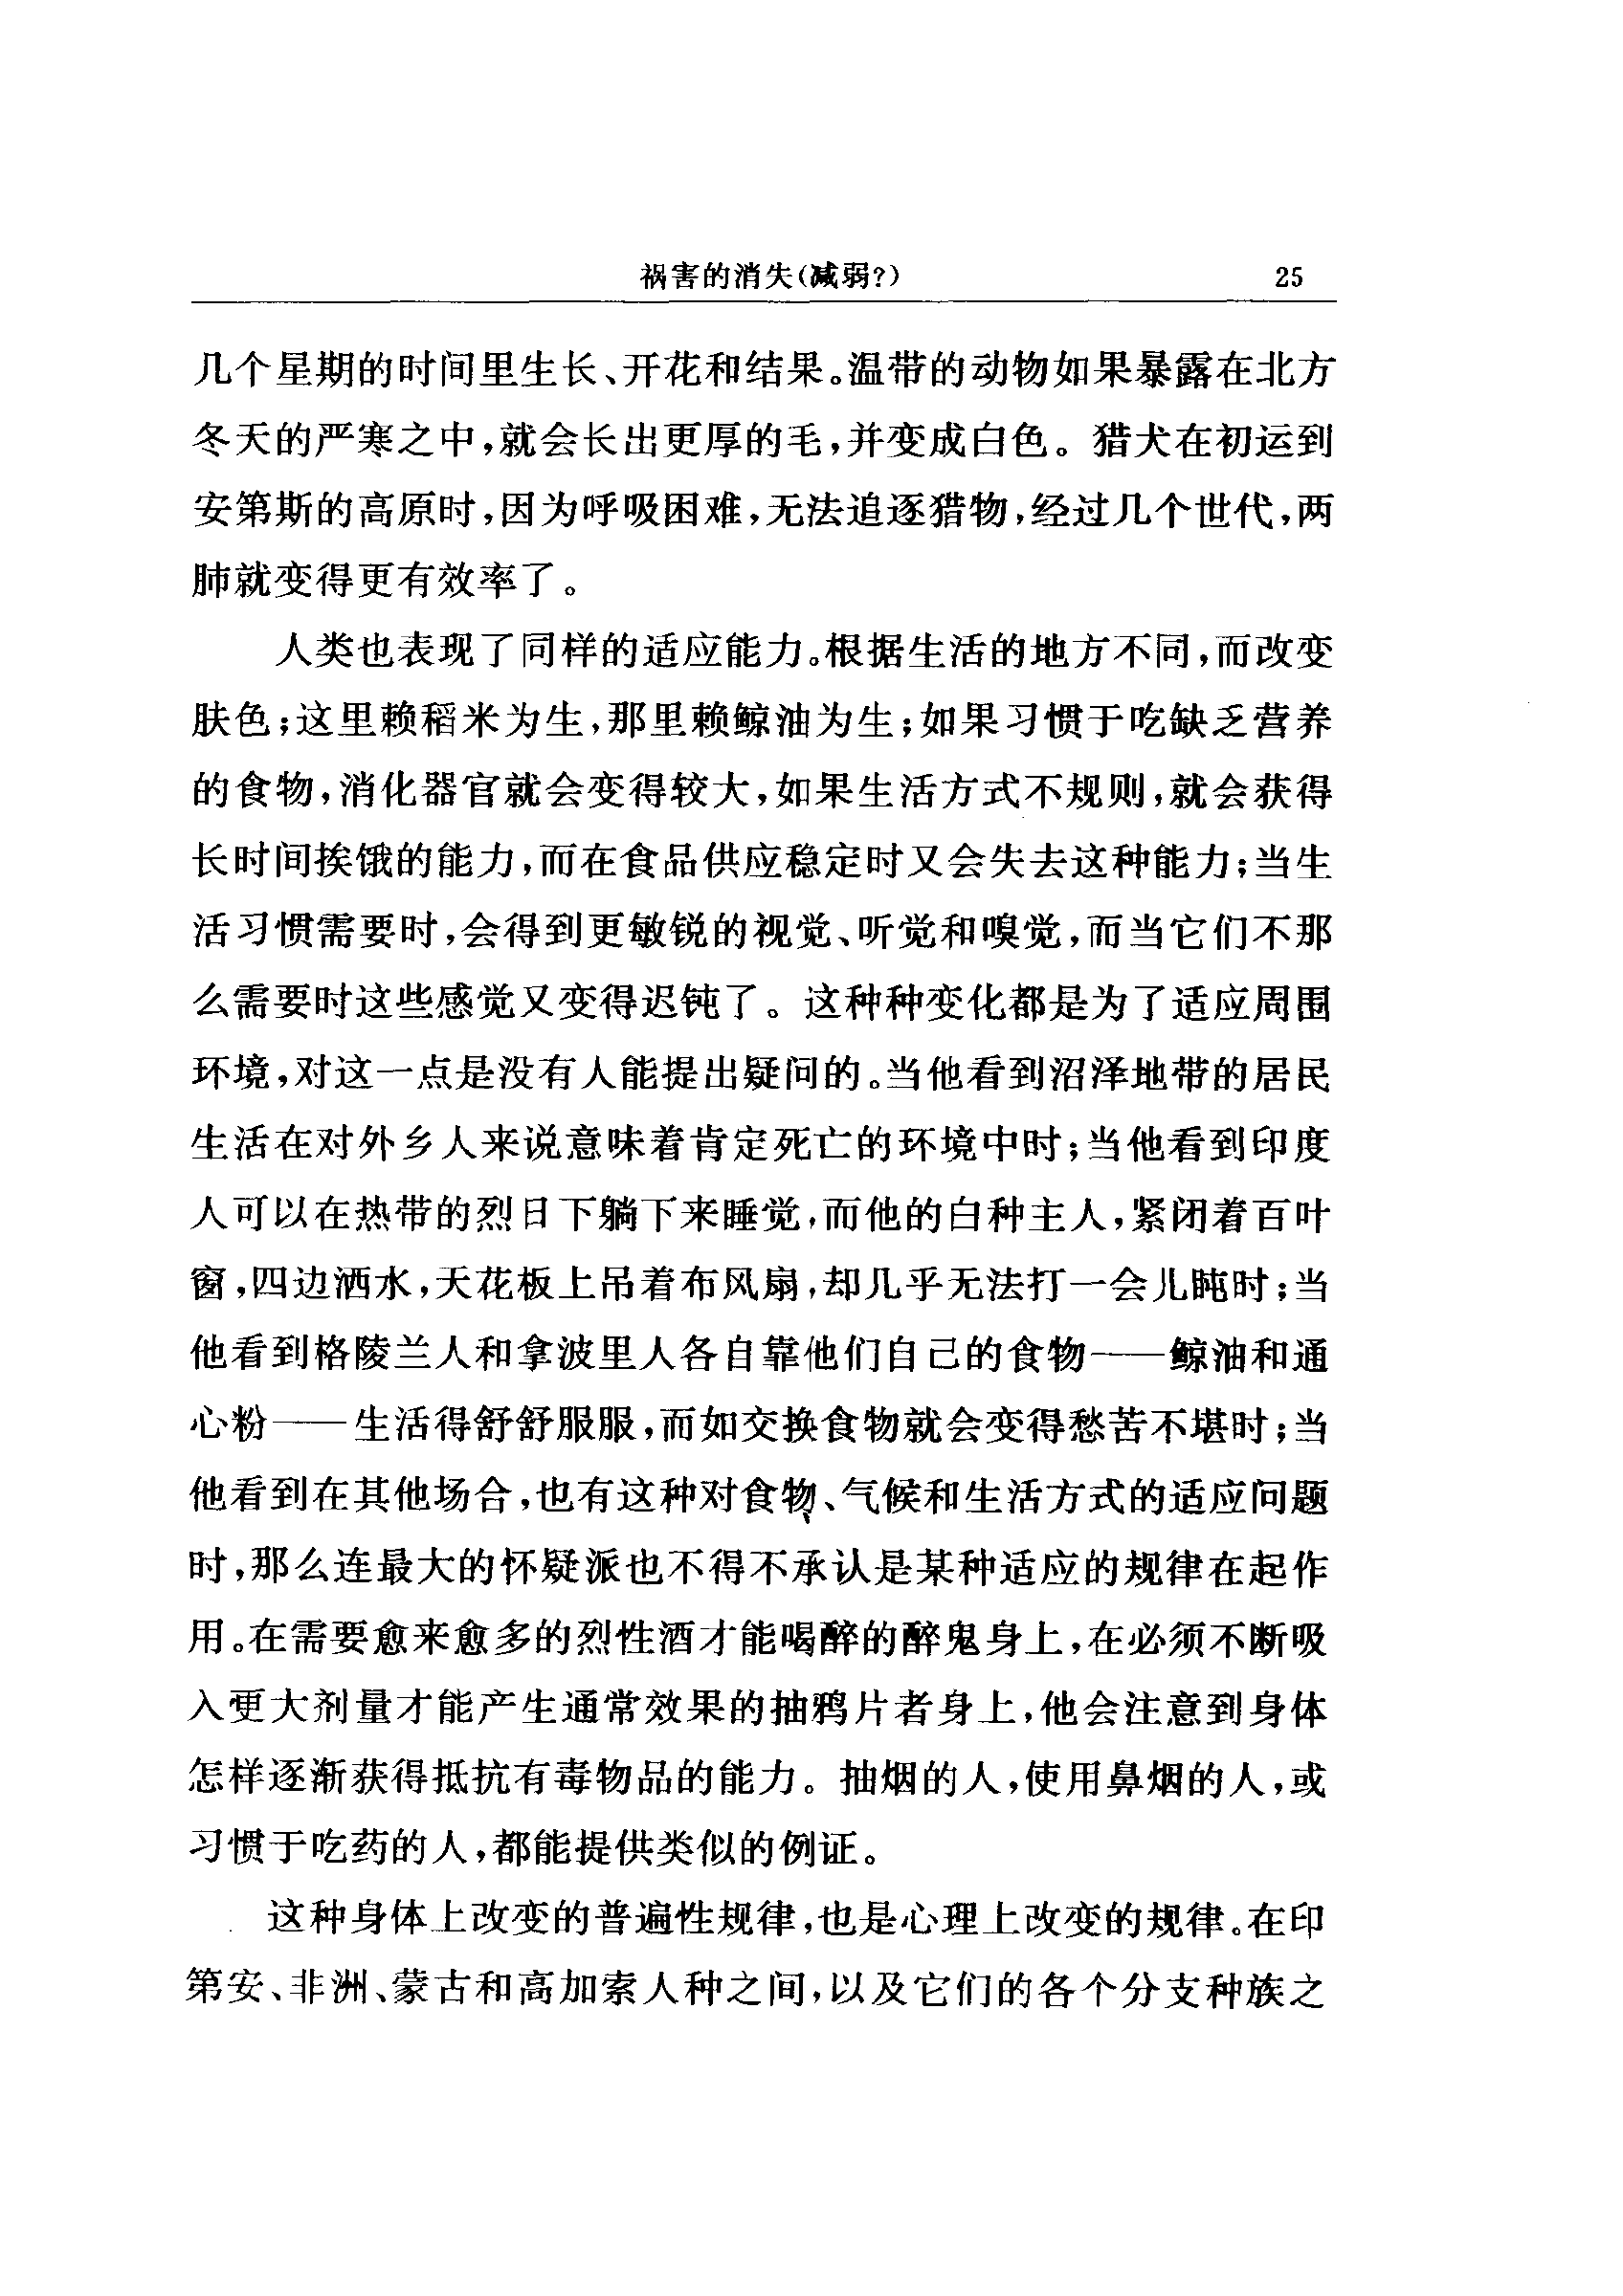 祸害的消失(减弱?) 25
几个星期的时间里生长、开花和结果。温带的动物如果暴露在北方
冬天的严寒之中,就会长出更厚的毛,并变成白色。猎犬在初运到
安第斯的高原时,因为呼吸困难,无法追逐猎物,经过几个世代,两
肺就变得更有效率了。
人类也表现了同样的适应能力。根据生活的地方不同,而改变
肤色;这里赖稻米为生,那里赖鲸油为生;如果习惯于吃缺乏营养
的食物,消化器官就会变得较大,如果生活方式不规则,就会获得
长时间挨饿的能力,而在食品供应稳定时又会失去这种能力;当生
活习惯需要时,会得到更敏锐的视觉、听觉和嗅觉,而当它们不那
么需要时这些感觉又变得迟钝了。这种种变化都是为了适应周围
环境,对这一点是没有人能提出疑问的。当他看到沼泽地带的居民
生活在对外乡人来说意味着肯定死亡的环境中时;当他看到印度
人可以在热带的烈日下躺下来睡觉,而他的白种主人,紧闭着百叶
窗,四边洒水,天花板上吊着布风扇,却几乎无法打一会儿盹时;当
他看到格陵兰人和拿波里人各自靠他们自己的食物——鲸油和通
心粉——生活得舒舒服服,而如交换食物就会变得愁苦不堪时;当
他看到在其他场合,也有这种对食物、气候和生活方式的适应问题
时,那么连最大的怀疑派也不得不承认是某种适应的规律在起作
用。在需要愈来愈多的烈性酒才能喝醉的醉鬼身上,在必须不断吸
入更大剂量才能产生通常效果的抽鸦片者身上,他会注意到身体
怎样逐渐获得抵抗有毒物品的能力。抽烟的人,使用鼻烟的人,或
习惯于吃药的人,都能提供类似的例证。
这种身体上改变的普遍性规律,也是心理上改变的规律。在印
第安、非洲、蒙古和高加索人种之间,以及它们的各个分支种族之